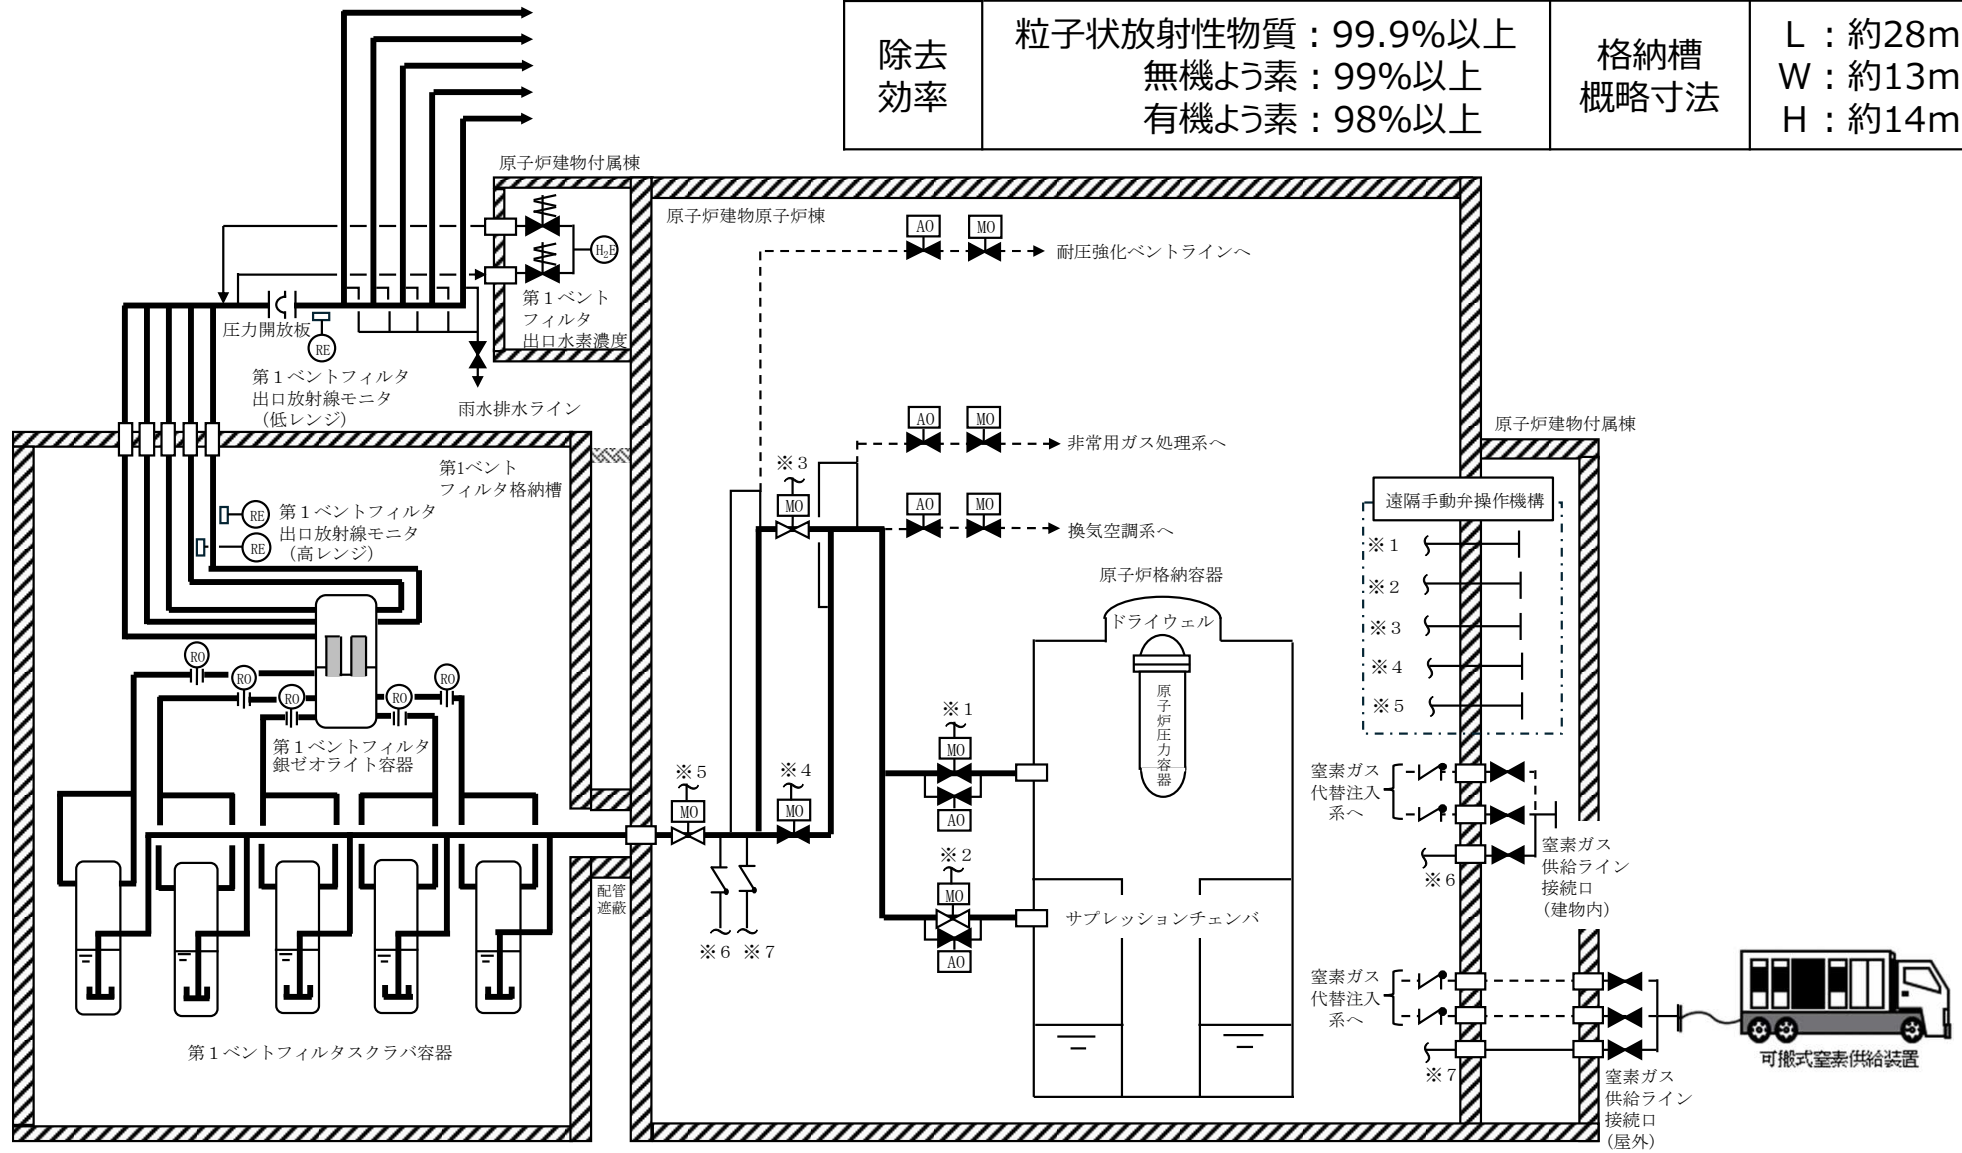 除去
効率
粒子状放射性物質：99.9%以上
無機よう素：99%以上
有機よう素：98%以上
格納槽
概略寸法
L：約28m
W：約13m
H：約14m
原子炉建物付属棟
H₂E
第１ベント
フィルタ
出口水素濃度
圧力開放板
RE
第１ベントフィルタ
出口放射線モニタ
（低レンジ）
雨水排水ライン
第1ベント
フィルタ格納槽
RE
RE
第１ベントフィルタ
出口放射線モニタ
（高レンジ）
RO
RO
RO
RO
RO
第１ベントフィルタ
銀ゼオライト容器
第１ベントフィルタスクラバ容器
配管
遮蔽
原子炉建物原子炉棟
AO
MO
耐圧強化ベントラインへ
AO
MO
非常用ガス処理系へ
※３
MO
AO
MO
換気空調系へ
※５
MO
※４
MO
※６
※７
※１
MO
AO
※２
MO
AO
原子炉格納容器
ドライウェル
原子炉圧力容器
サプレッションチェンバ
原子炉建物付属棟
遠隔手動弁操作機構
※１
※２
※３
※４
※５
窒素ガス
代替注入
系へ
※６
窒素ガス
供給ライン
接続口
（建物内）
窒素ガス
代替注入
系へ
※７
窒素ガス
供給ライン
接続口
（屋外）
可搬式窒素供給装置